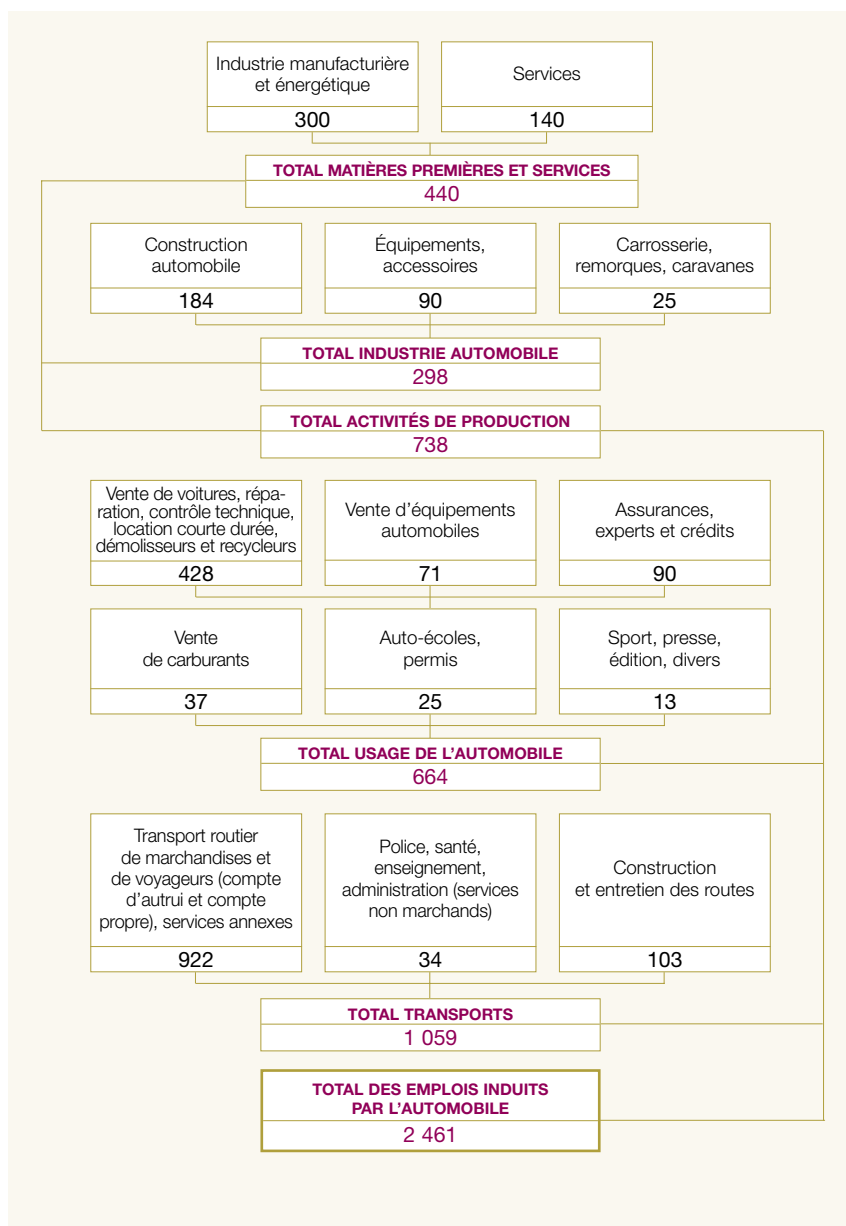 Industrie manufacturière
et énergétique
300
Services
140
TOTAL MATIÈRES PREMIÈRES ET SERVICES
440
Construction
automobile
184
Équipements,
accessoires
90
Carrosserie,
remorques, caravanes
25
TOTAL INDUSTRIE AUTOMOBILE
298
TOTAL ACTIVITÉS DE PRODUCTION
738
Vente de voitures, répa-
ration, contrôle technique,
location courte durée,
démolisseurs et recycleurs
428
Vente d'équipements
automobiles
71
Assurances,
experts et crédits
90
Vente
de carburants
37
Auto-écoles,
permis
25
Sport, presse,
édition, divers
13
TOTAL USAGE DE L'AUTOMOBILE
664
Transport routier
de marchandises et
de voyageurs (compte
d'autrui et compte
propre), services annexes
922
Police, santé,
enseignement,
administration (services
non marchands)
34
Construction
et entretien des routes
103
TOTAL TRANSPORTS
1 059
TOTAL DES EMPLOIS INDUITS
PAR L'AUTOMOBILE
2 461